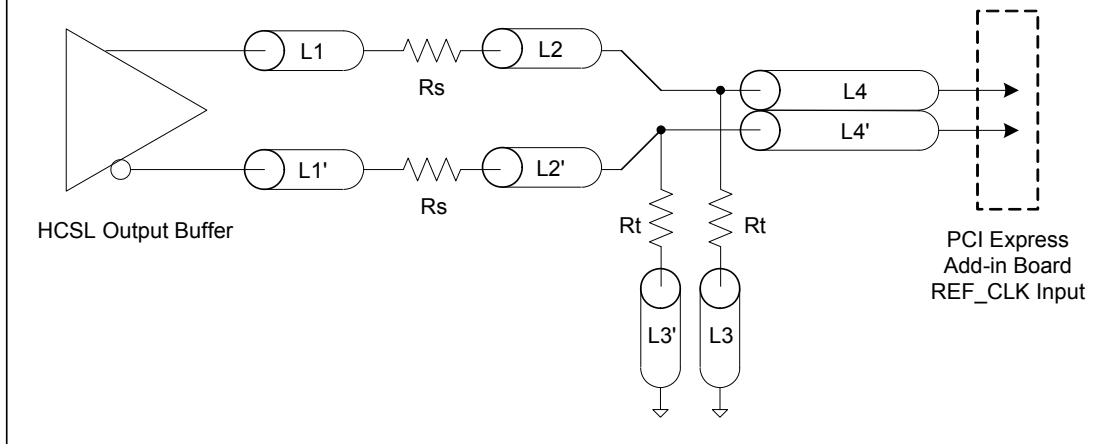 L1
Rs
L2
L4
L4'
L1'
Rs
L2'
HCSL Output Buffer
Rt
Rt
L3'
L3
PCI Express
Add-in Board
REF_CLK Input